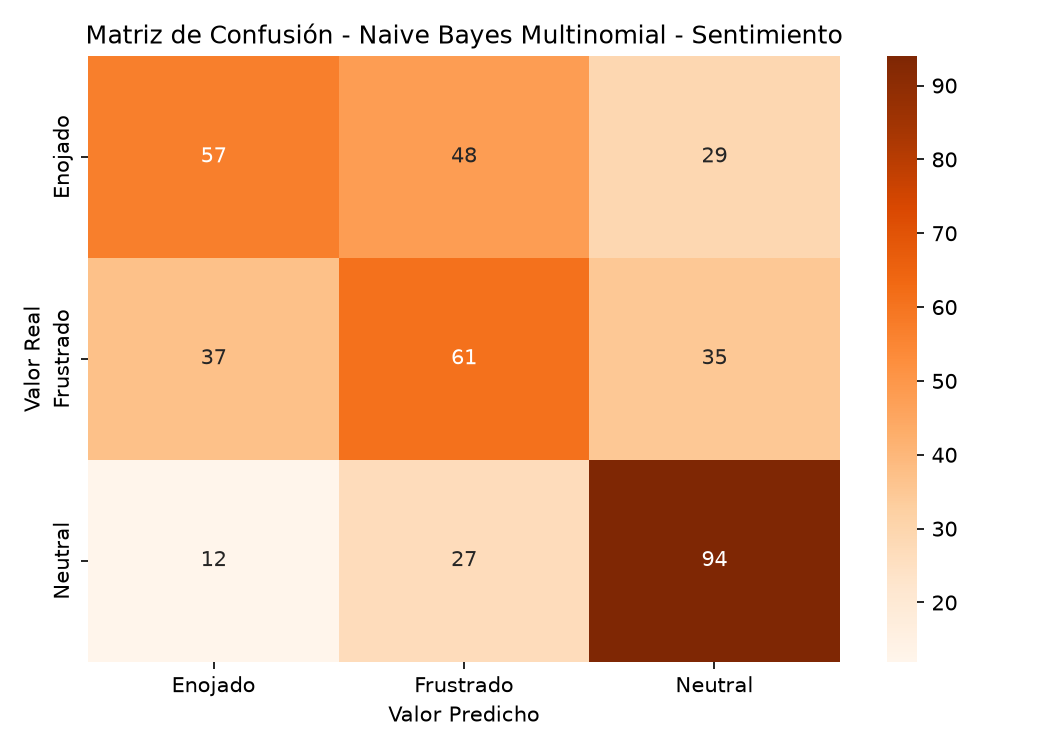 Matriz de Confusión - Naive Bayes Multinomial - Sentimiento
Valor Real
Enojado
57 48 29
Frustrado
37 61 35
Neutral
12 27 94
Enojado Frustrado Neutral
Valor Predicho
90
80
70
60
50
40
30
20